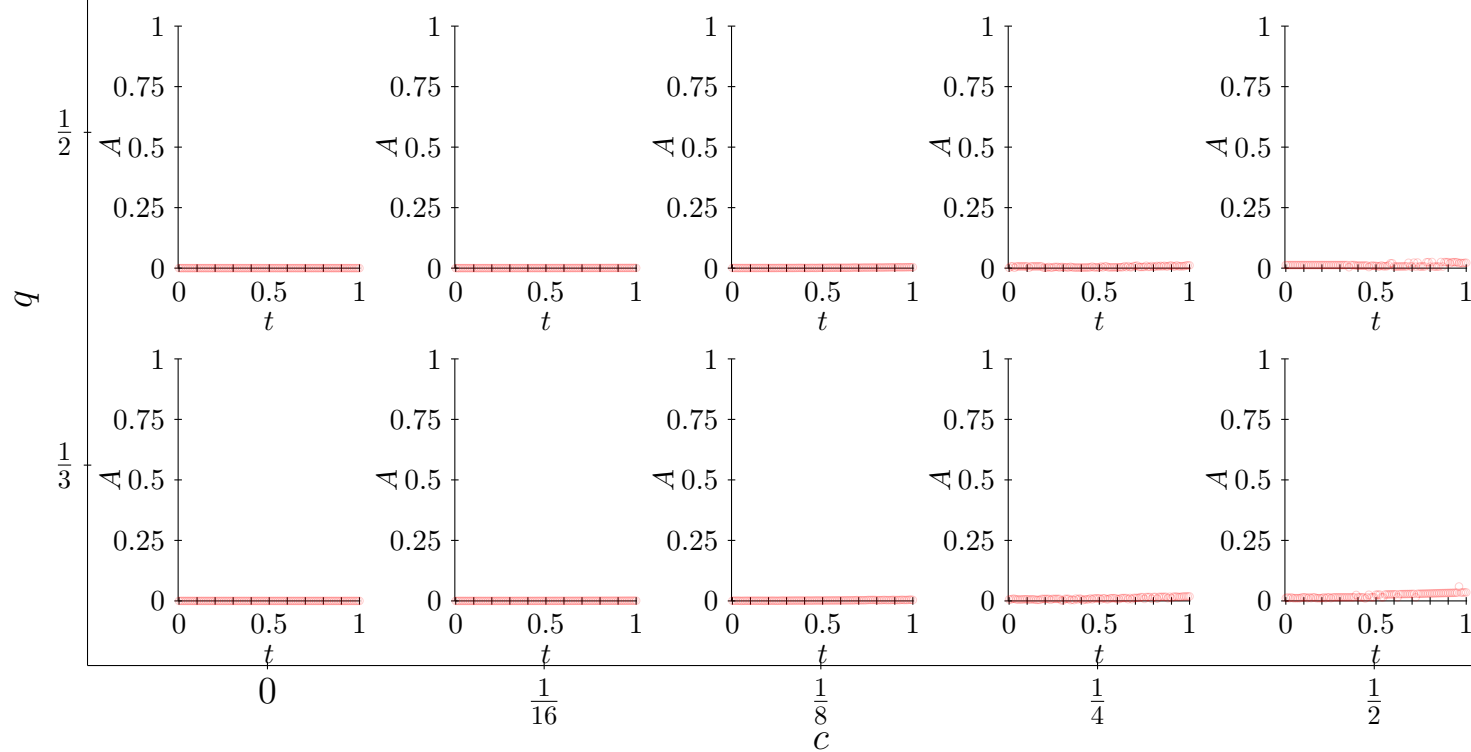 1 1 1 1 1
0.75 0.75 0.75 0.75 0.75
1/2 A 0.5 A 0.5 A 0.5 A 0.5 A 0.5
0.25 0.25 0.25 0.25 0.25
0 0 0 0 0
0 0.5 1 0 0.5 1 0 0.5 1 0 0.5 1 0 0.5 1
t t t t t
q
1 1 1 1 1
0.75 0.75 0.75 0.75 0.75
1/3 A 0.5 A 0.5 A 0.5 A 0.5 A 0.5
0.25 0.25 0.25 0.25 0.25
0 0 0 0 0
0 0.5 1 0 0.5 1 0 0.5 1 0 0.5 1 0 0.5 1
t t t t t
0 1/16 1/8 1/4 1/2
c